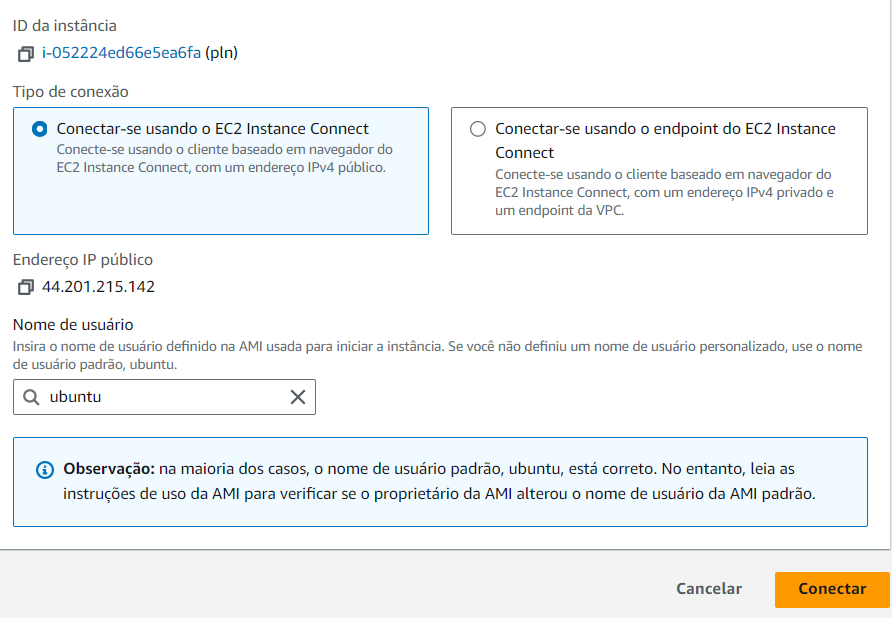 ID da instância
i-052224ed66e5ea6fa (pln)
Tipo de conexão
Conectar-se usando o EC2 Instance Connect
Conecte-se usando o cliente baseado em navegador do
EC2 Instance Connect, com um endereço IPv4 público.
Conectar-se usando o endpoint do EC2 Instance
Connect
Conecte-se usando o cliente baseado em navegador do
EC2 Instance Connect, com um endereço IPv4 privado e
um endpoint da VPC.
Endereço IP público
44.201.215.142
Nome de usuário
Insira o nome de usuário definido na AMI usada para iniciar a instância. Se você não definiu um nome de usuário personalizado, use o nome
de usuário padrão, ubuntu.
ubuntu
Observação: na maioria dos casos, o nome de usuário padrão, ubuntu, está correto. No entanto, leia as
instruções de uso da AMI para verificar se o proprietário da AMI alterou o nome de usuário da AMI padrão.
Cancelar
Conectar